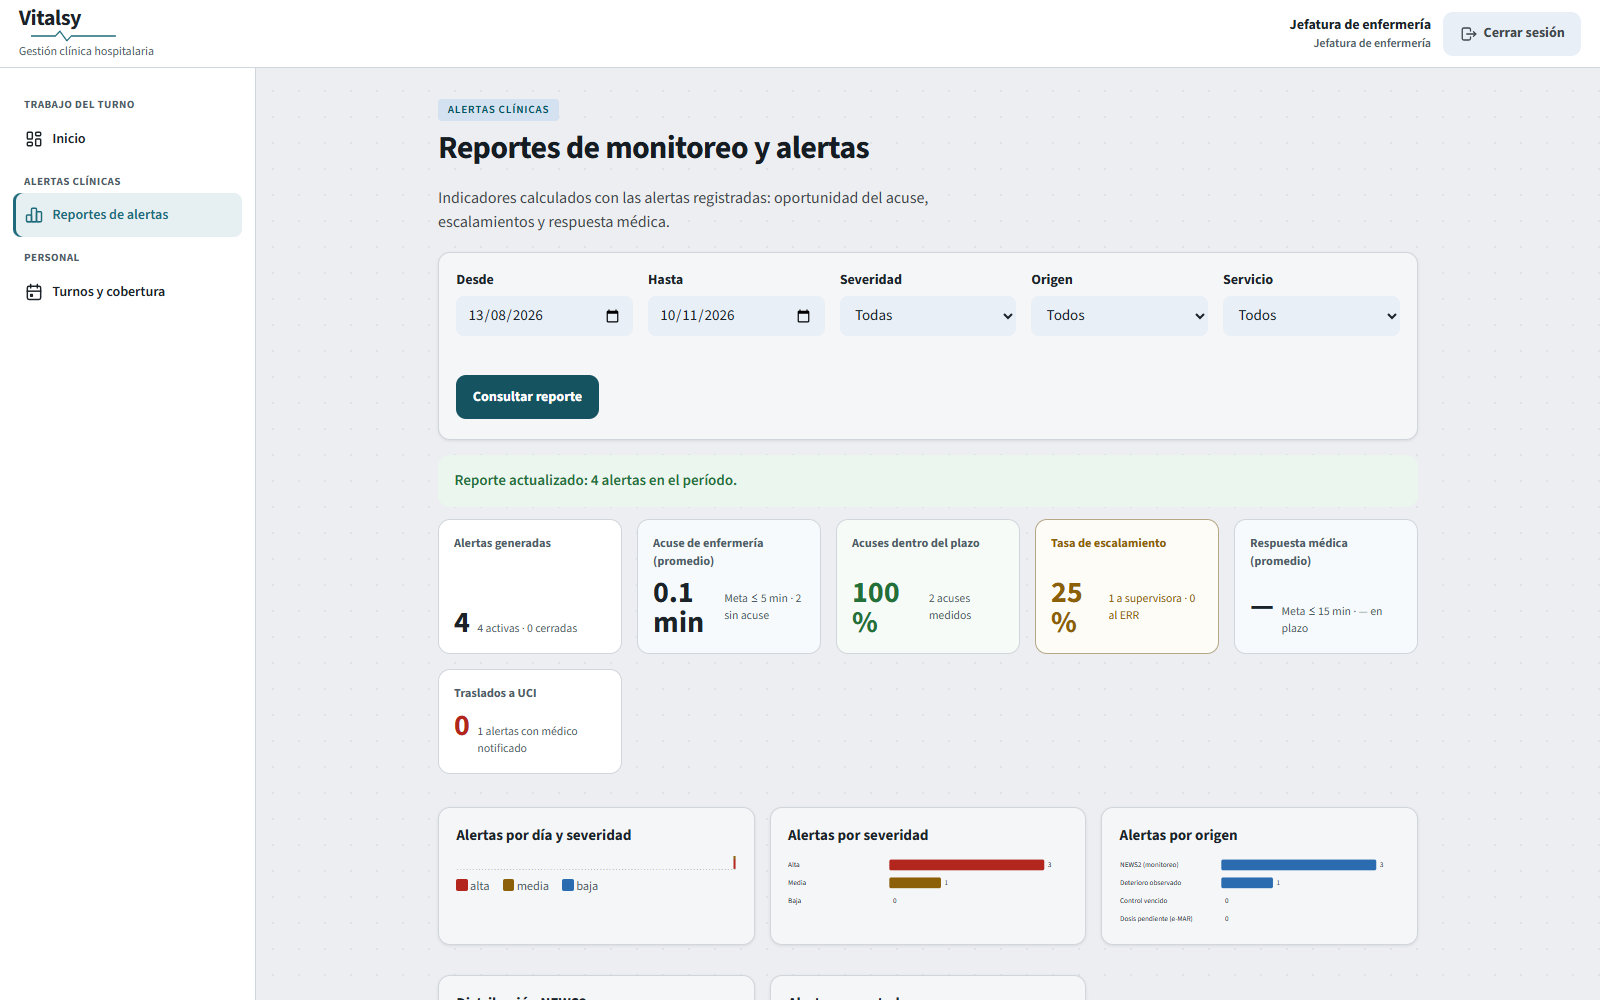 Vitalsy
Gestión clínica hospitalaria
Jefatura de enfermería
Jefatura de enfermería
Cerrar sesión
TRABAJO DEL TURNO
Inicio
ALERTAS CLÍNICAS
Reportes de alertas
PERSONAL
Turnos y cobertura
ALERTAS CLÍNICAS
Reportes de monitoreo y alertas
Indicadores calculados con las alertas registradas: oportunidad del acuse,
escalamientos y respuesta médica.
Desde
Hasta
Severidad
Origen
Servicio
13/08/2026
10/11/2026
Todas
Todos
Todos
Consultar reporte
Reporte actualizado: 4 alertas en el período.
Alertas generadas
4
4 activas · 0 cerradas
Acuse de enfermería
(promedio)
0.1
min
Meta ≤ 5 min · 2
sin acuse
Acuses dentro del plazo
100
%
2 acuses
medidos
Tasa de escalamiento
25
%
1 a supervisora · 0
al ERR
Respuesta médica
(promedio)
—
Meta ≤ 15 min · — en
plazo
Traslados a UCI
0
1 alertas con médico
notificado
Alertas por día y severidad
alta
media
baja
Alertas por severidad
Alta
3
Media
1
Baja
0
Alertas por origen
NEWS2 (monitoreo)
3
Deterioro observado
1
Control vencido
0
Dosis pendiente (e-MAR)
0